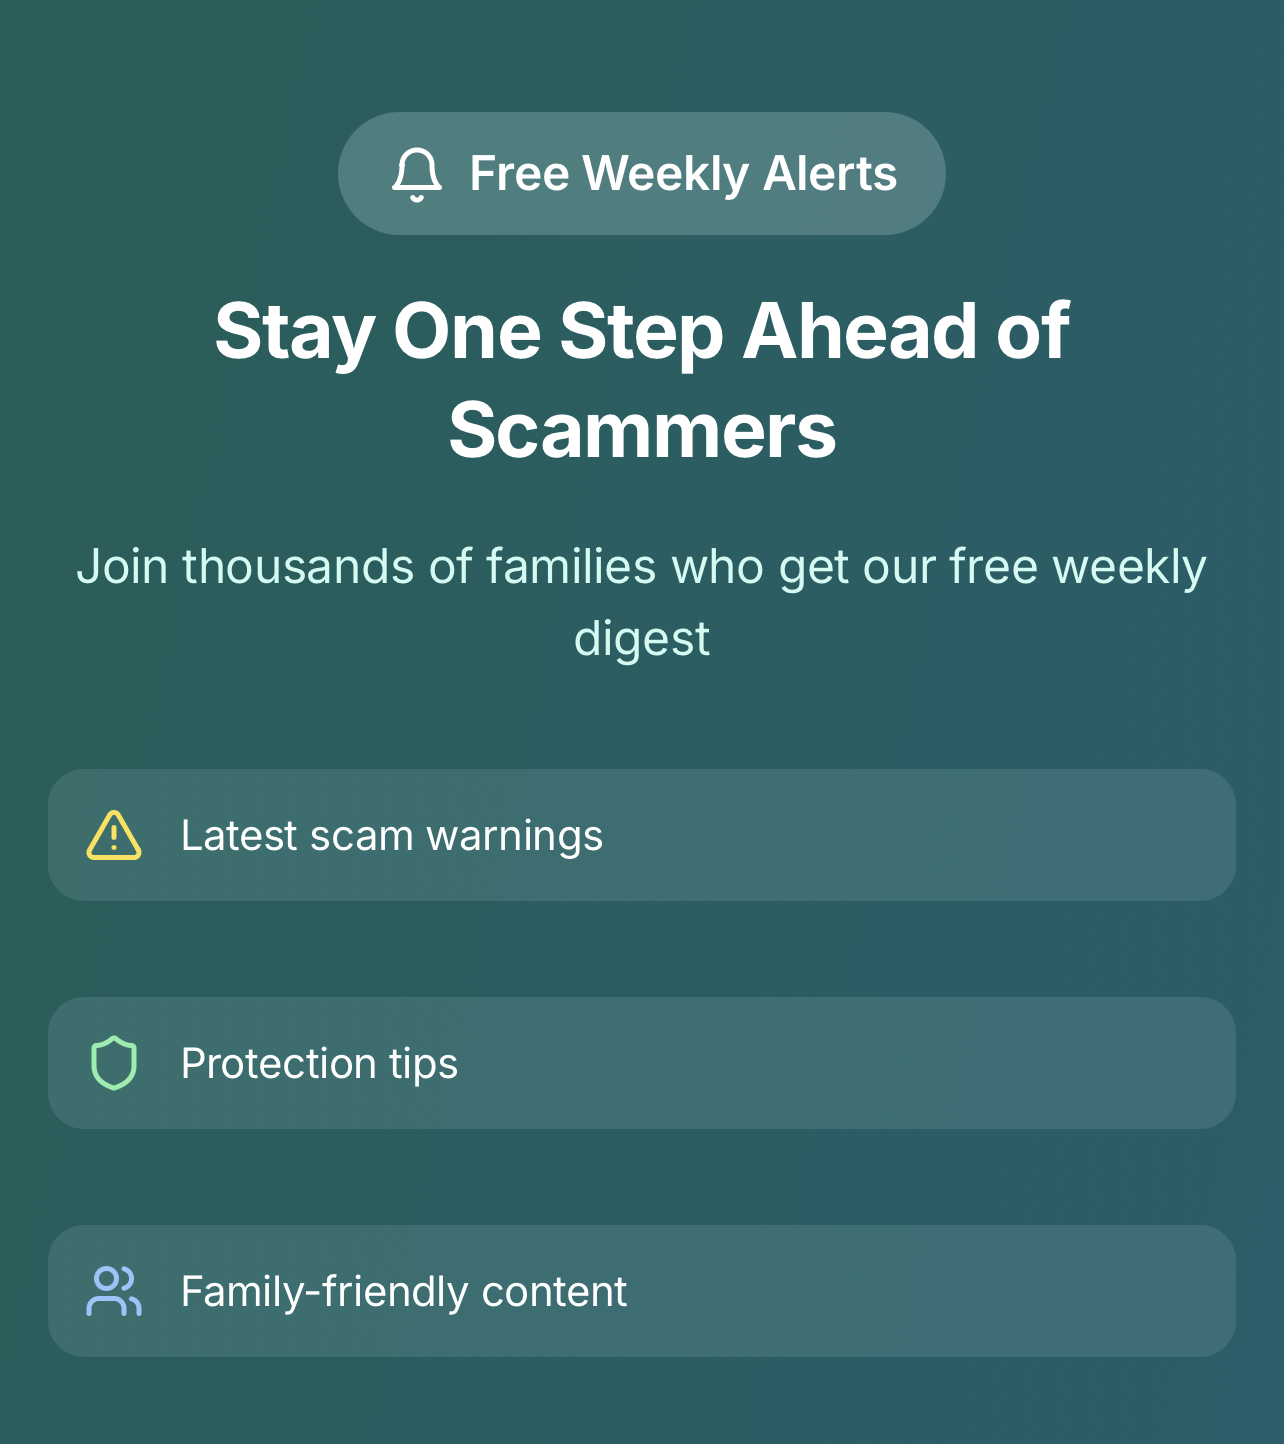 Free Weekly Alerts
Stay One Step Ahead of
Scammers
Join thousands of families who get our free weekly
digest
Latest scam warnings
Protection tips
Family-friendly content